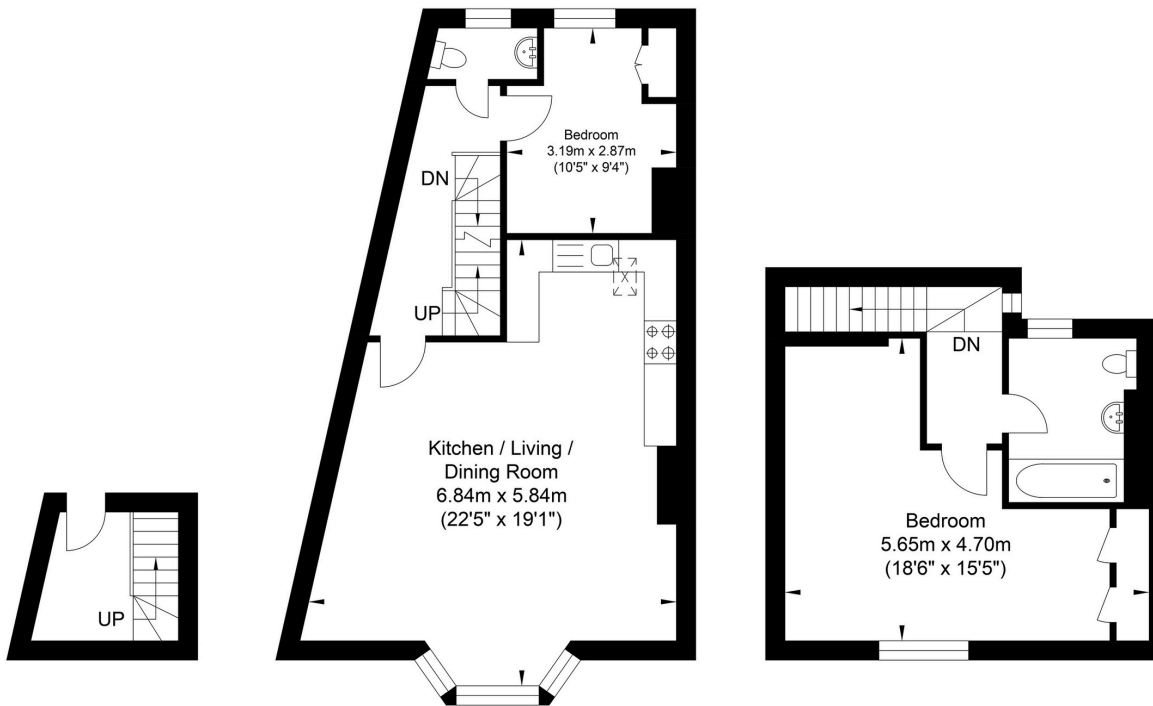 UP
DN
UP
Bedroom
3.19m x 2.87m
(10'5" x 9'4")
Kitchen / Living /
Dining Room
6.84m x 5.84m
(22'5" x 19'1")
DN
Bedroom
5.65m x 4.70m
(18'6" x 15'5")